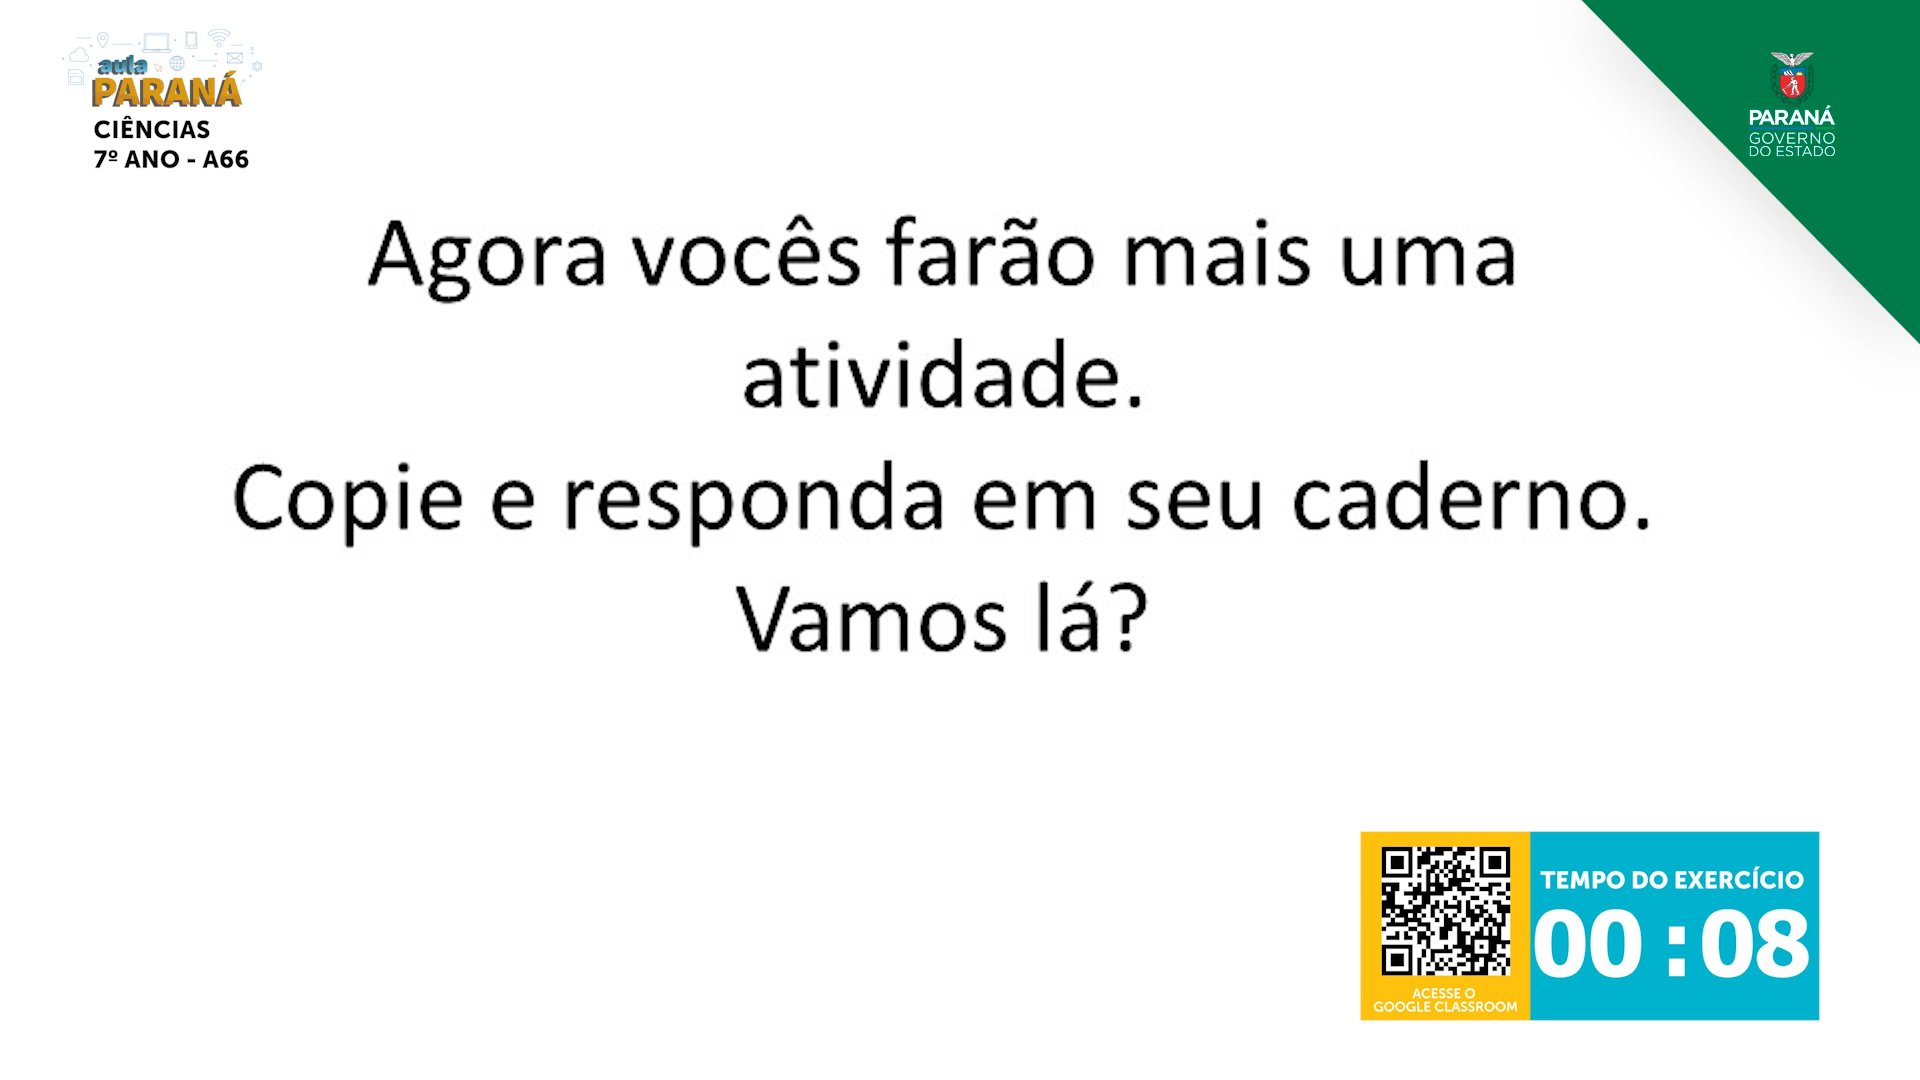 aula
PARANÁ
CIÊNCIAS
7º ANO - A66
PARANÁ
GOVERNO
DO ESTADO
Agora vocês farão mais uma
atividade.
Copie e responda em seu caderno.
Vamos lá?
TEMPO DO EXERCÍCIO
00 : 08
ACESSE O
GOOGLE CLASSROOM